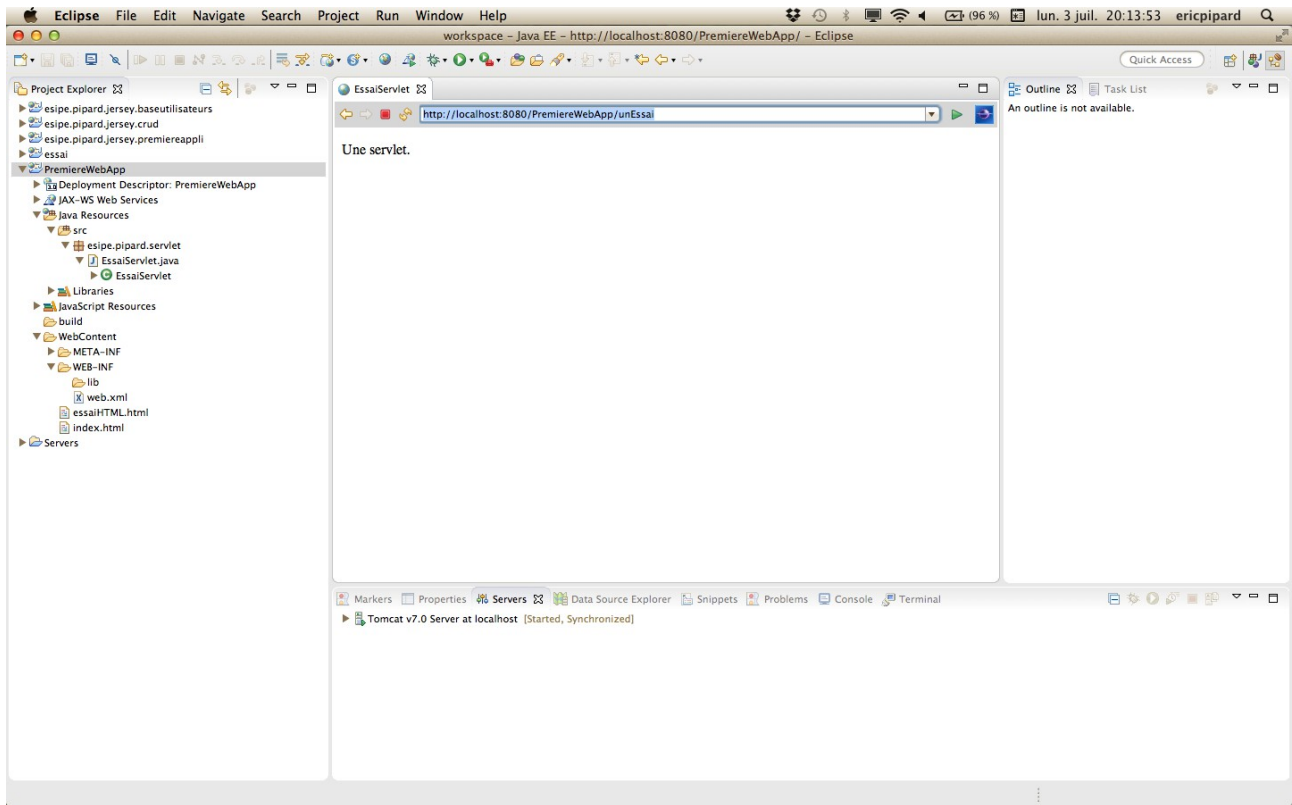 Eclipse File Edit Navigate Search Project Run Window Help (96 %) lun. 3 juil. 20:13:53 ericpipard
workspace – Java EE – http://localhost:8080/PremiereWebApp/ – Eclipse
Quick Access
Project Explorer
esipe.pipard.jersey.baseutilisateurs
esipe.pipard.jersey.crud
esipe.pipard.jersey.premiereappli
essai
PremiereWebApp
Deployment Descriptor: PremiereWebApp
JAX-WS Web Services
Java Resources
src
esipe.pipard.servlet
EssaiServlet.java
EssaiServlet
Libraries
JavaScript Resources
build
WebContent
META-INF
WEB-INF
lib
web.xml
essaiHTML.html
index.html
Servers
EssaiServlet
http://localhost:8080/PremiereWebApp/unEssai
Une servlet.
Outline Task List
An outline is not available.
Markers Properties Servers Data Source Explorer Snippets Problems Console Terminal
Tomcat v7.0 Server at localhost [Started, Synchronized]